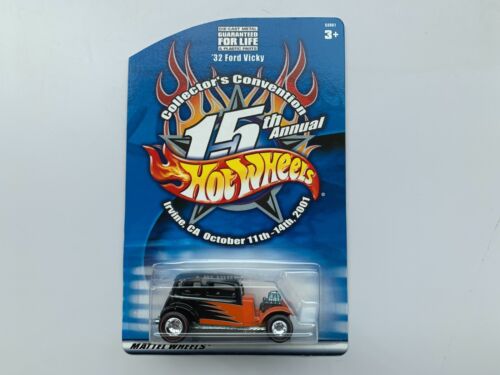 DIE-CAST METAL
GUARANTEED
FOR LIFE
& PLASTIC PARTS
'32 Ford Vicky
3+
Collector's Convention
15th Annual
Hot Wheels
®
Irvine, CA October 11th-14th, 2001
MATTEL WHEELS